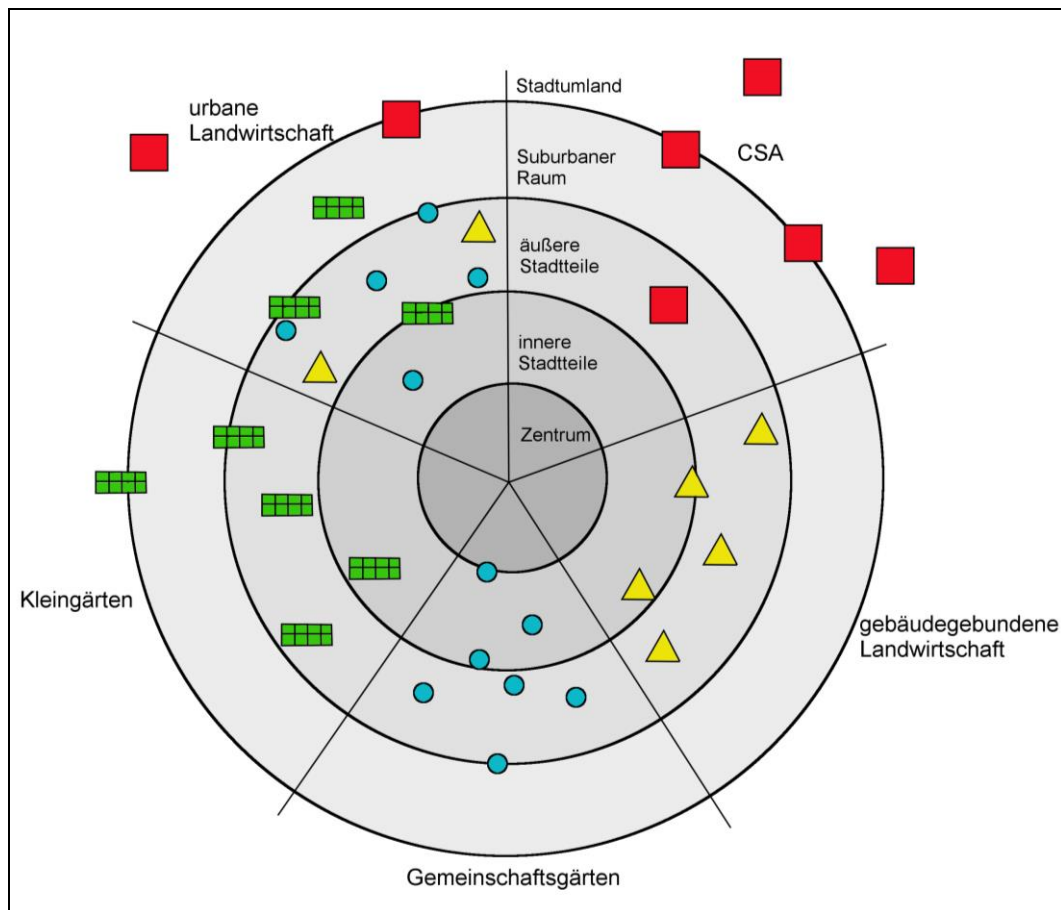 Stadtumland
urbane
Landwirtschaft
CSA
Suburbaner
Raum
äußere
Stadtteile
innere
Stadtteile
Zentrum
Kleingärten
gebäudegebundene
Landwirtschaft
Gemeinschaftsgärten